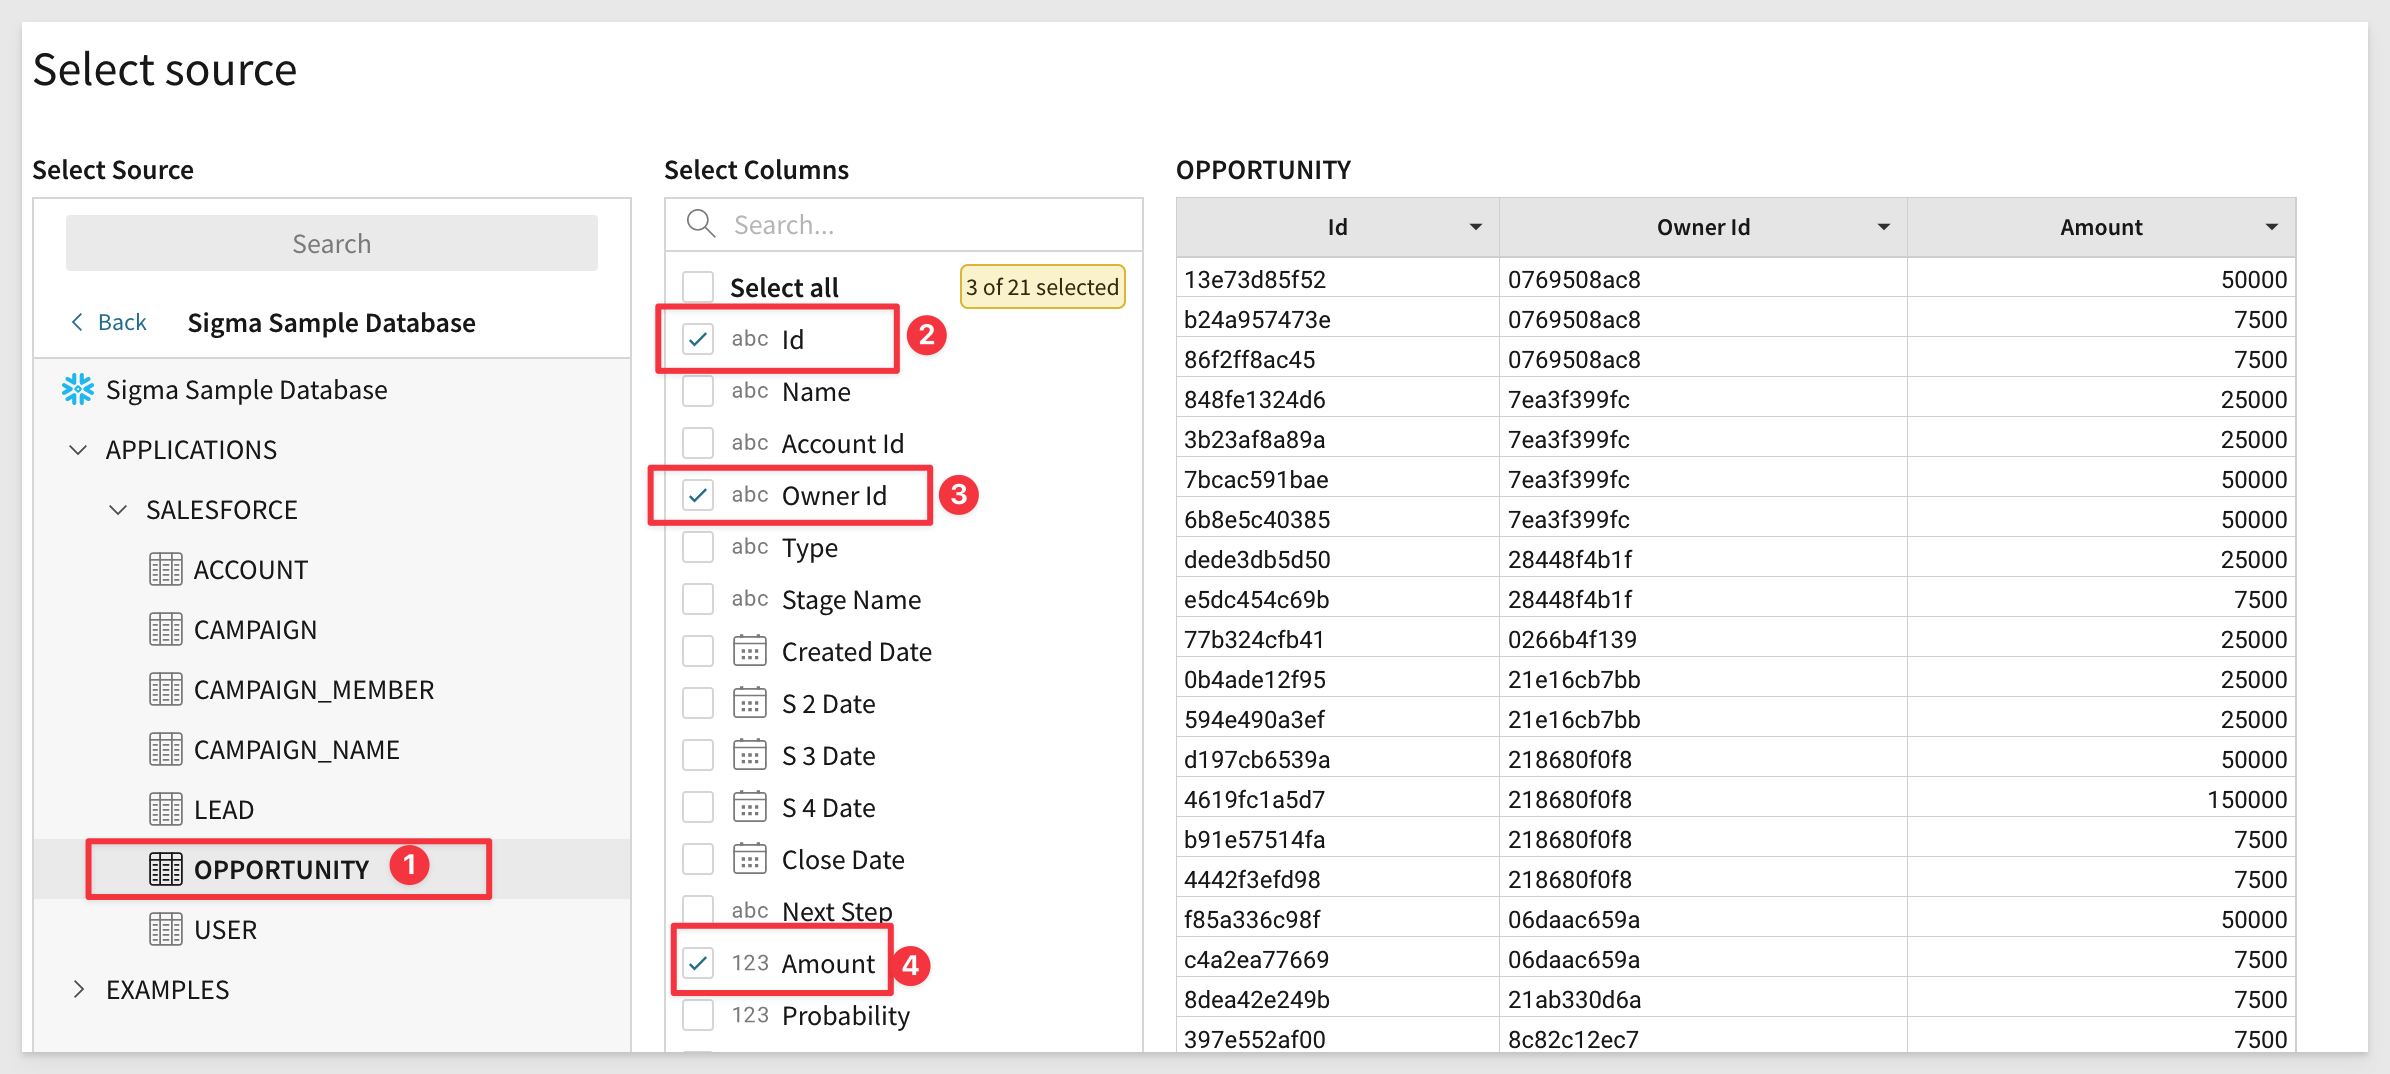 Select source
Select Source
Search
Back Sigma Sample Database
Sigma Sample Database
APPLICATIONS
SALESFORCE
ACCOUNT
CAMPAIGN
CAMPAIGN_MEMBER
CAMPAIGN_NAME
LEAD
OPPORTUNITY 1
USER
EXAMPLES
Select Columns
Search...
Select all 3 of 21 selected
abc Id 2
abc Name
abc Account Id
abc Owner Id 3
abc Type
abc Stage Name
Created Date
S 2 Date
S 3 Date
S 4 Date
Close Date
abc Next Step
123 Amount 4
123 Probability
OPPORTUNITY
Id Owner Id Amount
13e73d85f52 0769508ac8 50000
b24a957473e 0769508ac8 7500
86f2ff8ac45 0769508ac8 7500
848fe1324d6 7ea3f399fc 25000
3b23af8a89a 7ea3f399fc 25000
7bcac591bae 7ea3f399fc 50000
6b8e5c40385 7ea3f399fc 50000
dede3db5d50 28448f4b1f 25000
e5dc454c69b 28448f4b1f 7500
77b324cfb41 0266b4f139 25000
0b4ade12f95 21e16cb7bb 25000
594e490a3ef 21e16cb7bb 25000
d197cb6539a 218680f0f8 50000
4619fc1a5d7 218680f0f8 150000
b91e57514fa 218680f0f8 7500
4442f3efd98 218680f0f8 7500
f85a336c98f 06daac659a 50000
c4a2ea77669 06daac659a 7500
8dea42e249b 21ab330d6a 7500
397e552af00 8c82c12ec7 7500